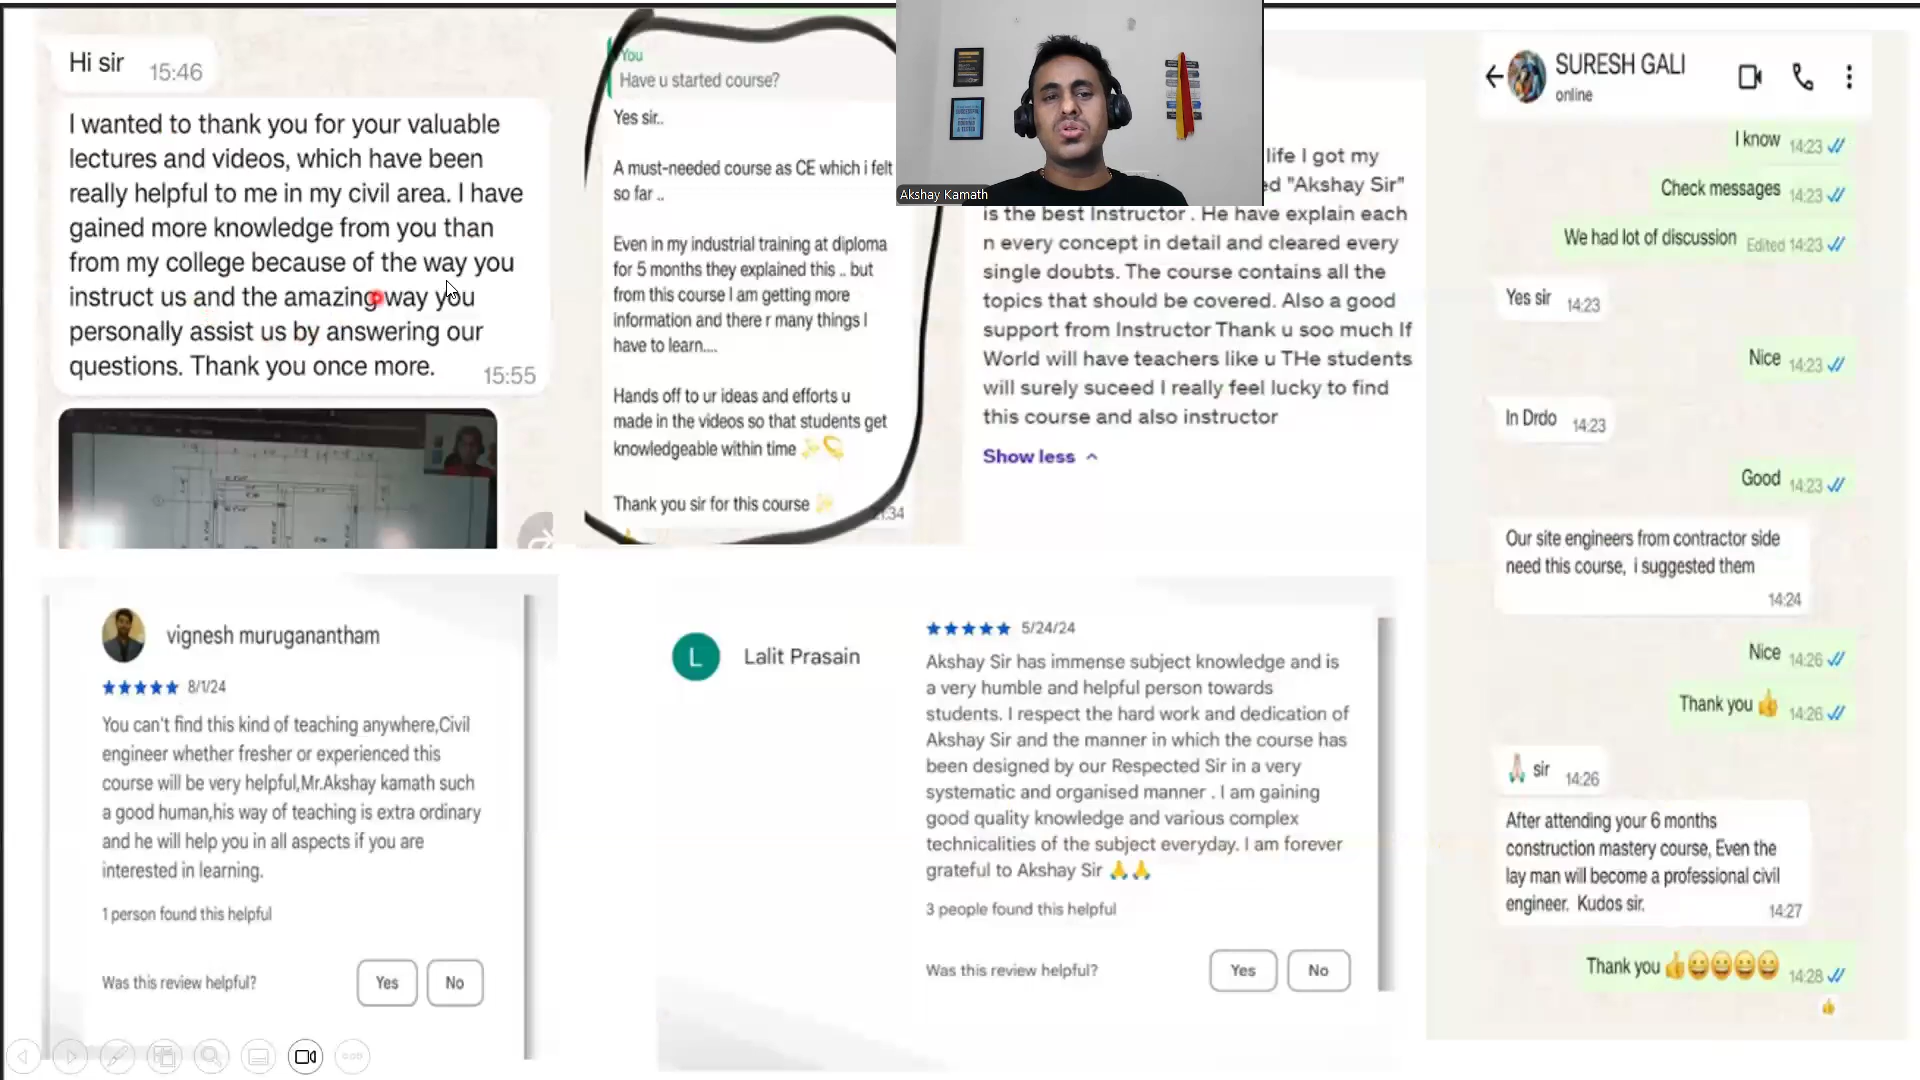 Hi sir
15:46
I wanted to thank you for your valuable
lectures and videos, which have been
really helpful to me in my civil area. I have
gained more knowledge from you than
from my college because of the way you
instruct us and the amazing way you
personally assist us by answering our
questions. Thank you once more.
15:55
You
Have u started course?
Yes sir..
A must-needed course as CE which i felt
so far ..
Even in my industrial training at diploma
for 5 months they explained this .. but
from this course I am getting more
information and there r many things I
have to learn....
Hands off to ur ideas and efforts u
made in the videos so that students get
knowledgeable within time
Thank you sir for this course
Akshay Kamath
life I got my
ed "Akshay Sir"
is the best Instructor . He have explain each
n every concept in detail and cleared every
single doubts. The course contains all the
topics that should be covered. Also a good
support from Instructor Thank u soo much If
World will have teachers like u THe students
will surely suceed I really feel lucky to find
this course and also instructor
Show less
SURESH GALI
online
I know 14:23
Check messages 14:23
We had lot of discussion Edited 14:23
Yes sir 14:23
Nice 14:23
In Drdo 14:23
Good 14:23
Our site engineers from contractor side
need this course, i suggested them
14:24
Nice 14:26
Thank you 👍 14:26
🙏 sir 14:26
After attending your 6 months
construction mastery course, Even the
lay man will become a professional civil
engineer. Kudos sir.
14:27
Thank you 👍😀😀😀😀 14:28
👍
vignesh muruganantham
★★★★★ 8/1/24
You can't find this kind of teaching anywhere,Civil
engineer whether fresher or experienced this
course will be very helpful,Mr.Akshay kamath such
a good human,his way of teaching is extra ordinary
and he will help you in all aspects if you are
interested in learning.
1 person found this helpful
Was this review helpful?
Yes
No
L
Lalit Prasain
★★★★★ 5/24/24
Akshay Sir has immense subject knowledge and is
a very humble and helpful person towards
students. I respect the hard work and dedication of
Akshay Sir and the manner in which the course has
been designed by our Respected Sir in a very
systematic and organised manner . I am gaining
good quality knowledge and various complex
technicalities of the subject everyday. I am forever
grateful to Akshay Sir 🙏🙏
3 people found this helpful
Was this review helpful?
Yes
No